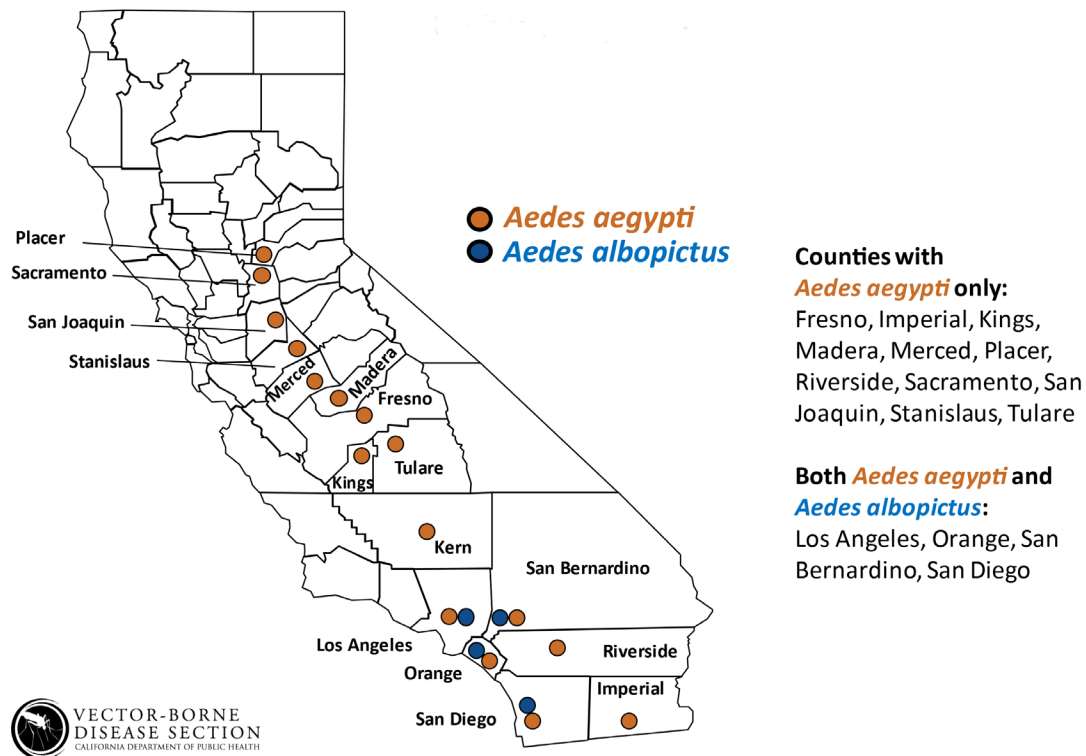 Aedes aegypti
Aedes albopictus
Placer
Sacramento
San Joaquin
Stanislaus
Merced
Madera
Fresno
Kings
Tulare
Kern
San Bernardino
Los Angeles
Orange
Riverside
San Diego
Imperial
Counties with
Aedes aegypti only:
Fresno, Imperial, Kings,
Madera, Merced, Placer,
Riverside, Sacramento, San
Joaquin, Stanislaus, Tulare
Both Aedes aegypti and
Aedes albopictus:
Los Angeles, Orange, San
Bernardino, San Diego
VECTOR-BORNE
DISEASE SECTION
CALIFORNIA DEPARTMENT OF PUBLIC HEALTH